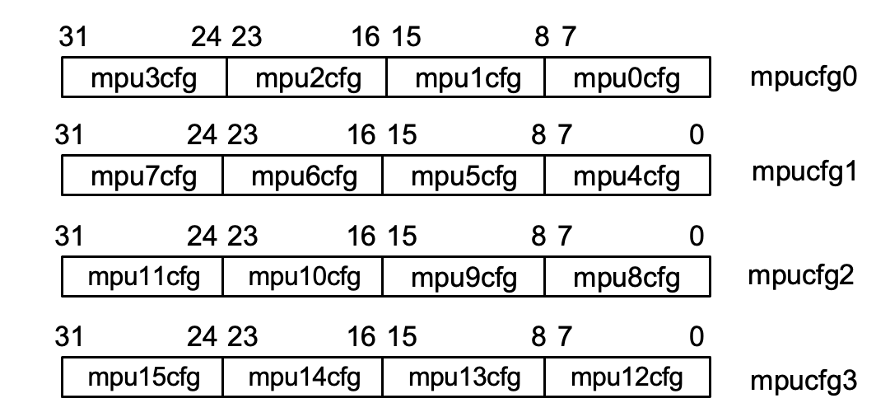 31 24 23 16 15 8 7
mpu3cfg mpu2cfg mpu1cfg mpu0cfg mpucfg0
31 24 23 16 15 8 7 0
mpu7cfg mpu6cfg mpu5cfg mpu4cfg mpucfg1
31 24 23 16 15 8 7 0
mpu11cfg mpu10cfg mpu9cfg mpu8cfg mpucfg2
31 24 23 16 15 8 7 0
mpu15cfg mpu14cfg mpu13cfg mpu12cfg mpucfg3